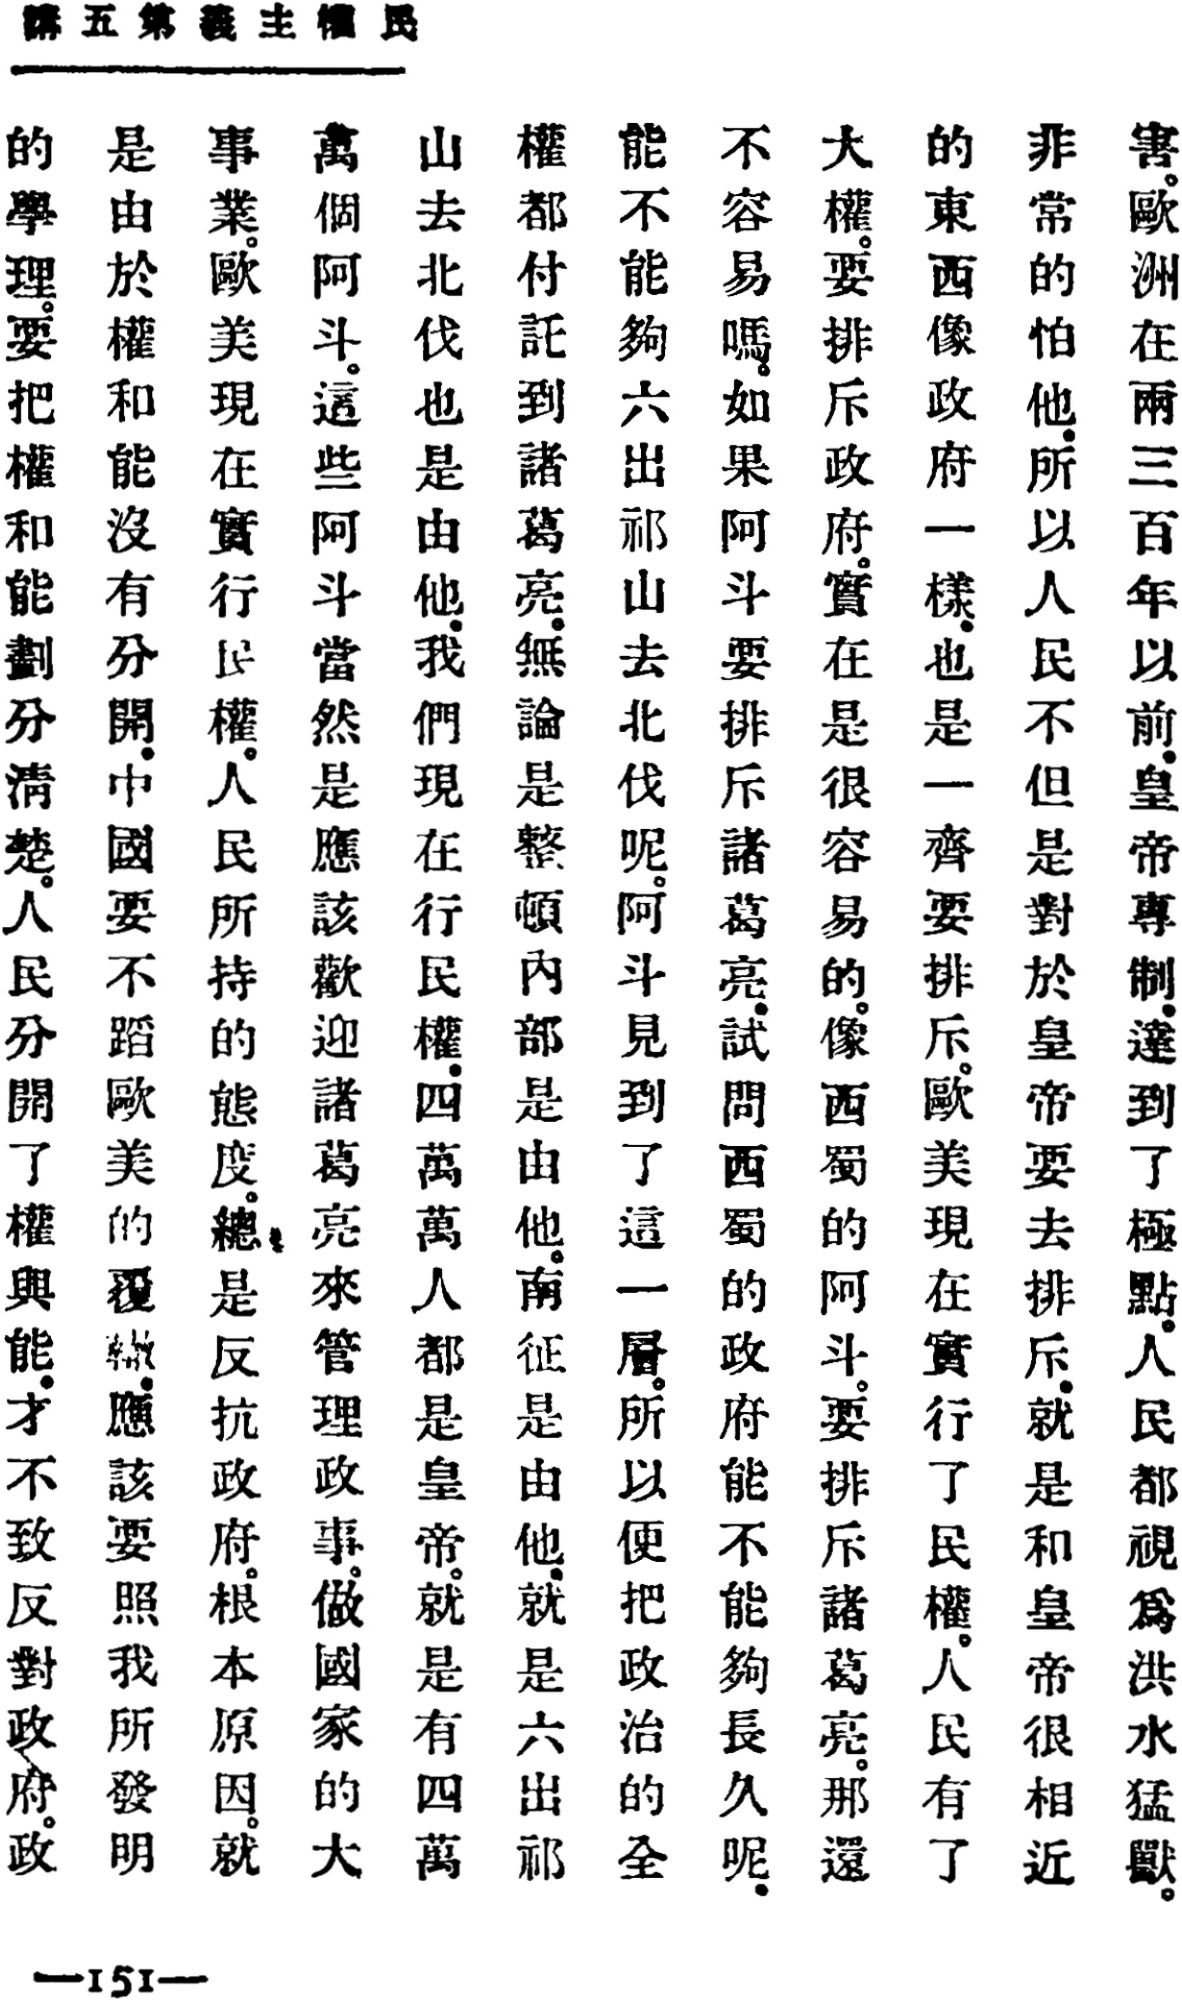 民權主義第五講
害。歐洲在兩三百年以前.皇帝專制.達到了極點。人民都視爲洪水猛獸。
非常的怕他.所以人民不但是對於皇帝要去排斥.就是和皇帝很相近
的東西像政府一樣.也是一齊要排斥。歐美現在實行了民權。人民有了
大權。要排斥政府。實在是很容易的。像西蜀的阿斗。要排斥諸葛亮。那還
不容易嗎。如果阿斗要排斥諸葛亮.試問西蜀的政府能不能夠長久呢.
能不能夠六出祁山去北伐呢。阿斗見到了這一層。所以便把政治的全
權都付託到諸葛亮.無論是整頓內部是由他。南征是由他.就是六出祁
山去北伐也是由他.我們現在行民權.四萬萬人都是皇帝。就是有四萬
萬個阿斗。這些阿斗當然是應該歡迎諸葛亮來管理政事。做國家的大
事業。歐美現在實行民權。人民所持的態度。總是反抗政府。根本原因。就
是由於權和能沒有分開.中國要不蹈歐美的覆轍.應該要照我所發明
的學理。要把權和能劃分清楚。人民分開了權與能.才不致反對政府。政
—151—